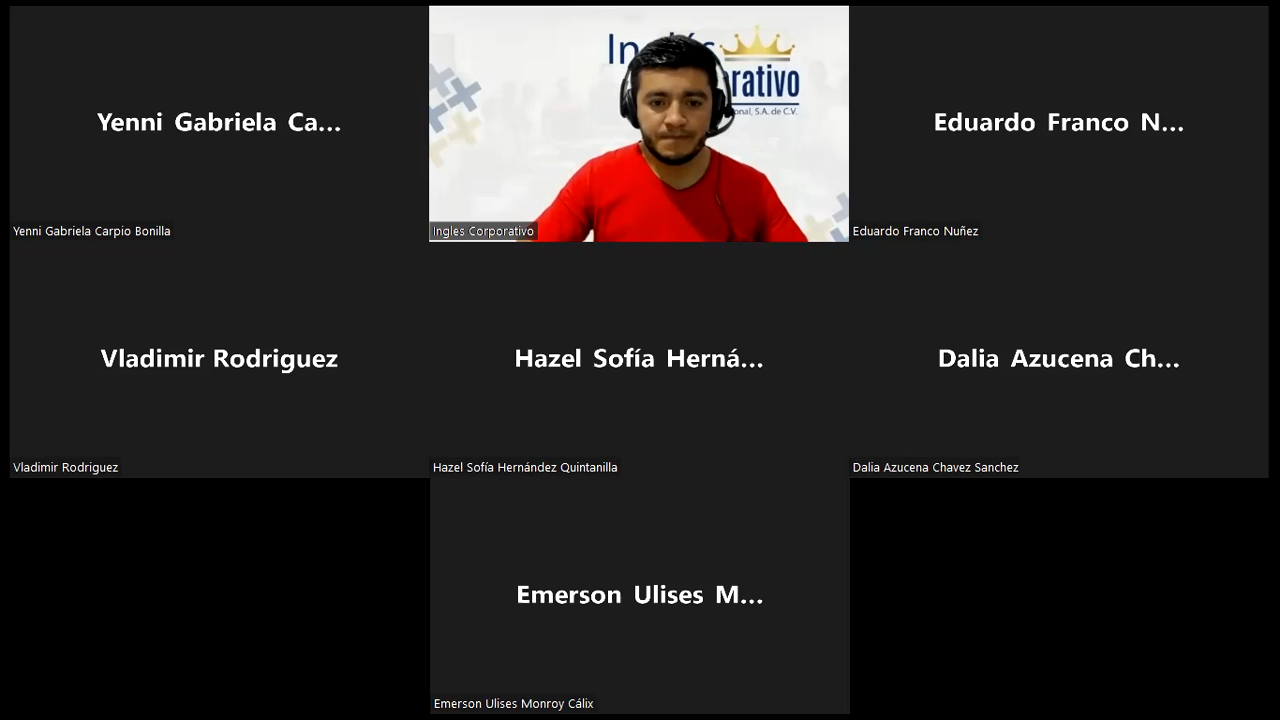 Yenni Gabriela Ca...
Yenni Gabriela Carpio Bonilla
Ingles Corporativo
Eduardo Franco N...
Eduardo Franco Nuñez
Vladimir Rodriguez
Vladimir Rodriguez
Hazel Sofía Herná...
Hazel Sofía Hernández Quintanilla
Dalia Azucena Ch...
Dalia Azucena Chavez Sanchez
Emerson Ulises M...
Emerson Ulises Monroy Cálix